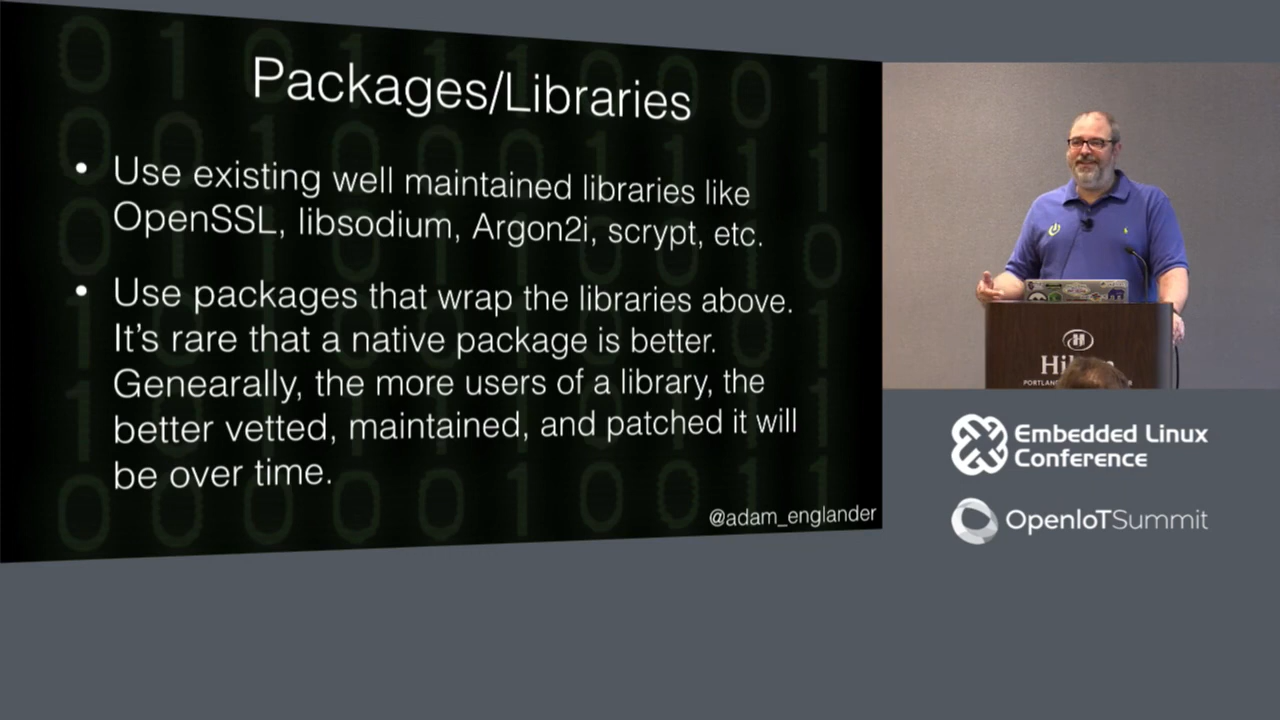 Packages/Libraries
• Use existing well maintained libraries like
OpenSSL, libsodium, Argon2i, scrypt, etc.
• Use packages that wrap the libraries above.
It's rare that a native package is better.
Genearally, the more users of a library, the
better vetted, maintained, and patched it will
be over time.
@adam_englander
Embedded Linux
Conference
OpenIoTSummit